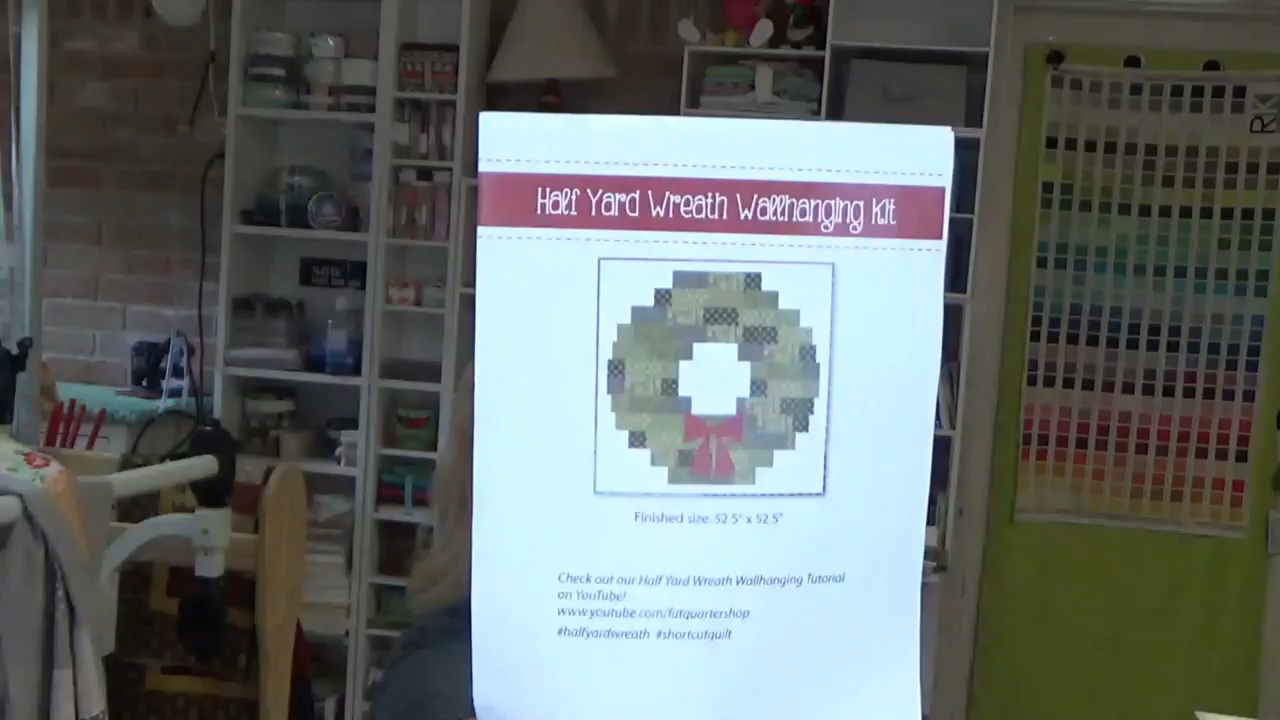 Half Yard Wreath Wallhanging Kit
Finished size: 52.5" x 52.5"
Check out our Half Yard Wreath Wallhanging Tutorial
on YouTube!
www.youtube.com/fatquartershop
#halfyardwreath #shortcutquilt